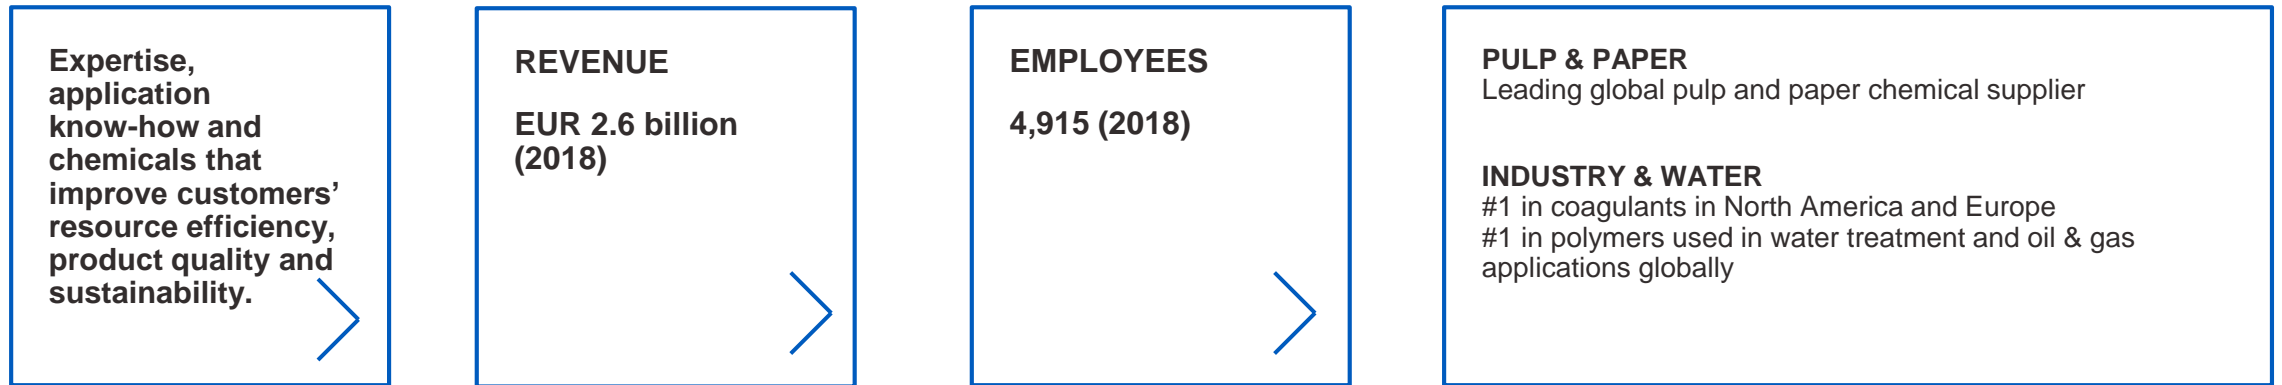 Expertise,
application
know-how and
chemicals that
improve customers’
resource efficiency,
product quality and
sustainability.
REVENUE
EUR 2.6 billion
(2018)
EMPLOYEES
4,915 (2018)
PULP & PAPER
Leading global pulp and paper chemical supplier
INDUSTRY & WATER
#1 in coagulants in North America and Europe
#1 in polymers used in water treatment and oil & gas
applications globally